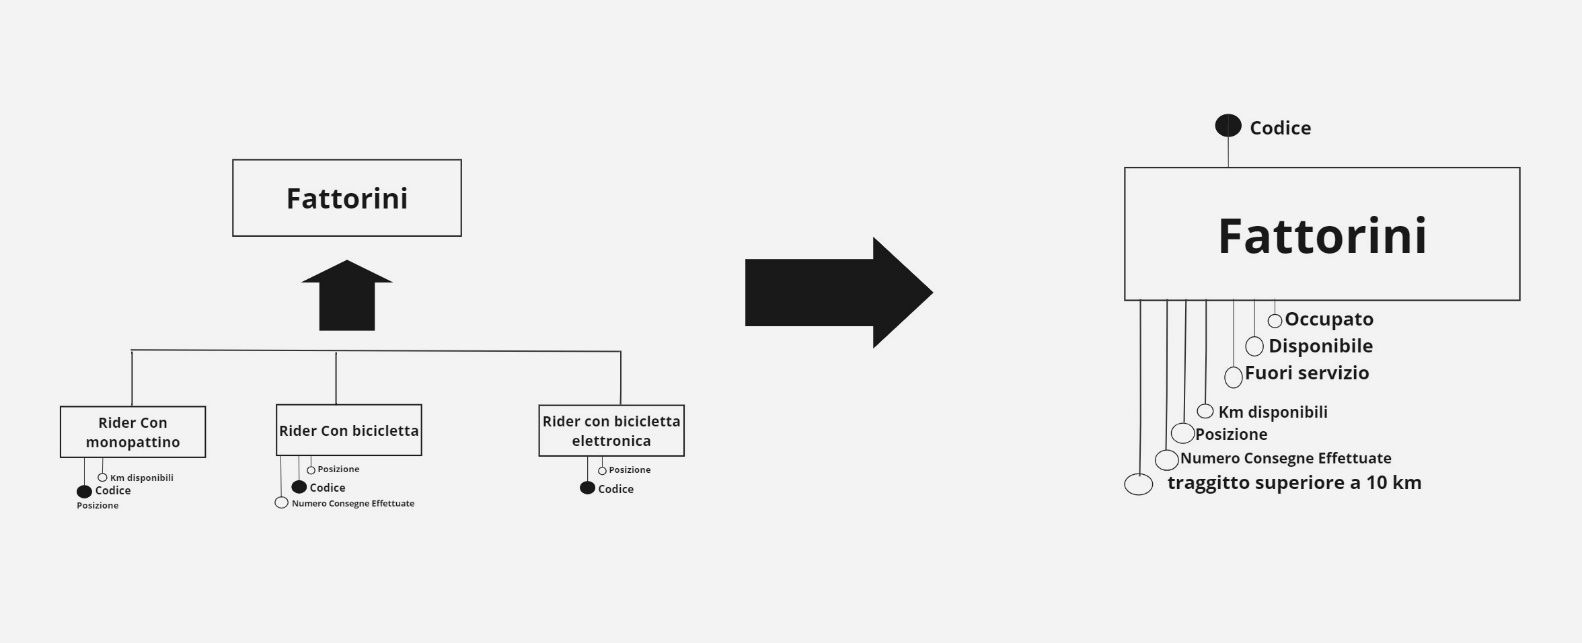 Fattorini
Rider Con
monopattino
Km disponibili
Codice
Posizione
Rider Con bicicletta
Posizione
Codice
Numero Consegne Effettuate
Rider con bicicletta
elettronica
Posizione
Codice
Codice
Fattorini
Occupato
Disponibile
Fuori servizio
Km disponibili
Posizione
Numero Consegne Effettuate
traggitto superiore a 10 km